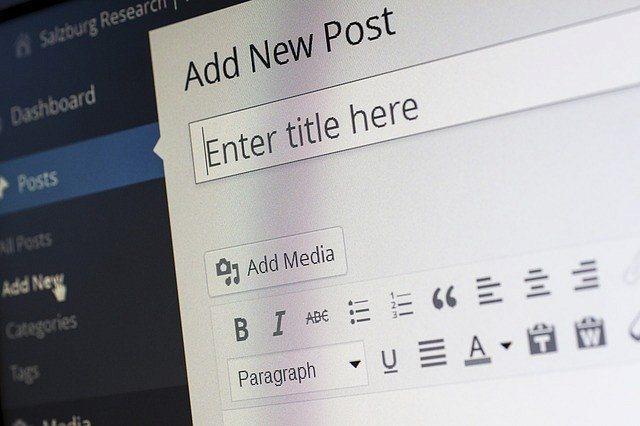 Salzburg Research |
Dashboard
Posts
All Posts
Add New
Categories
Tags
Media
Add New Post
Enter title here
Add Media
B I ABC
Paragraph
U A T W